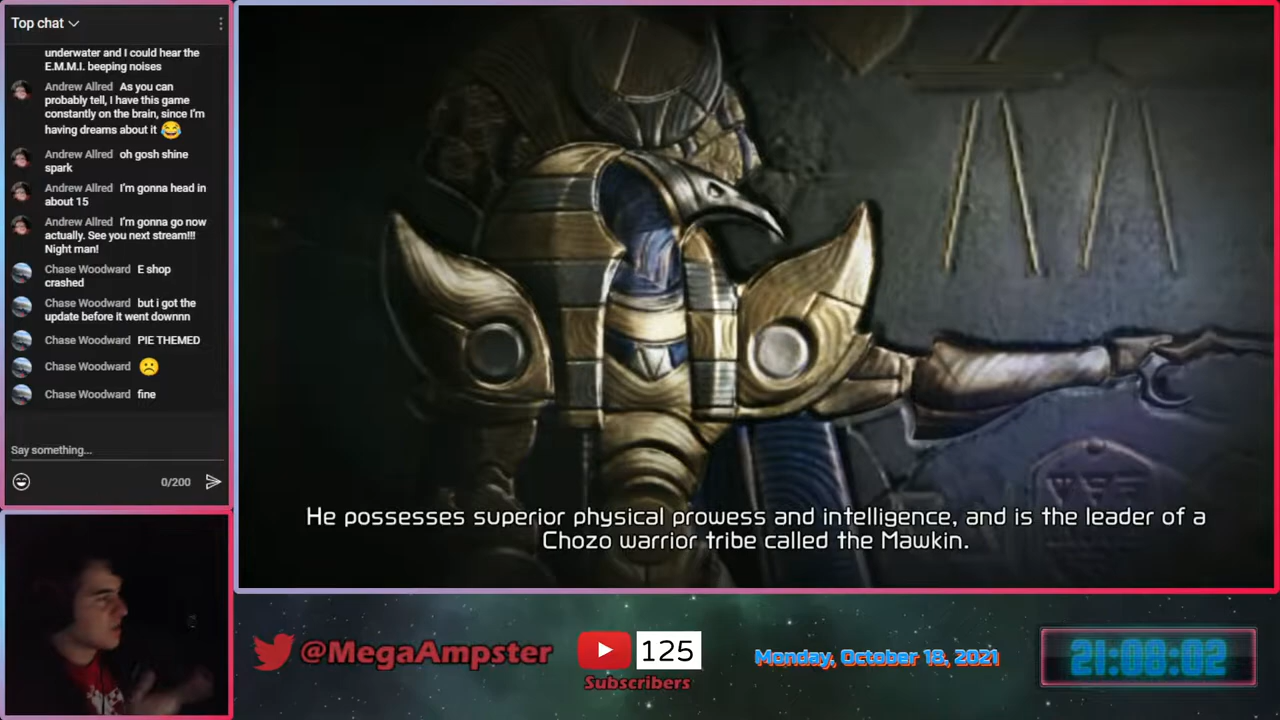 Top chat
underwater and I could hear the
E.M.M.I. beeping noises
Andrew Allred As you can
probably tell, I have this game
constantly on the brain, since I'm
having dreams about it 😂
Andrew Allred oh gosh shine
spark
Andrew Allred I'm gonna head in
about 15
Andrew Allred I'm gonna go now
actually. See you next stream!!!
Night man!
Chase Woodward E shop
crashed
Chase Woodward but i got the
update before it went downnn
Chase Woodward PIE THEMED
Chase Woodward ☹️
Chase Woodward fine
Say something...
0/200
He possesses superior physical prowess and intelligence, and is the leader of a
Chozo warrior tribe called the Mawkin.
@MegaAmpster
125
Subscribers
Monday, October 18, 2021
21:08:02